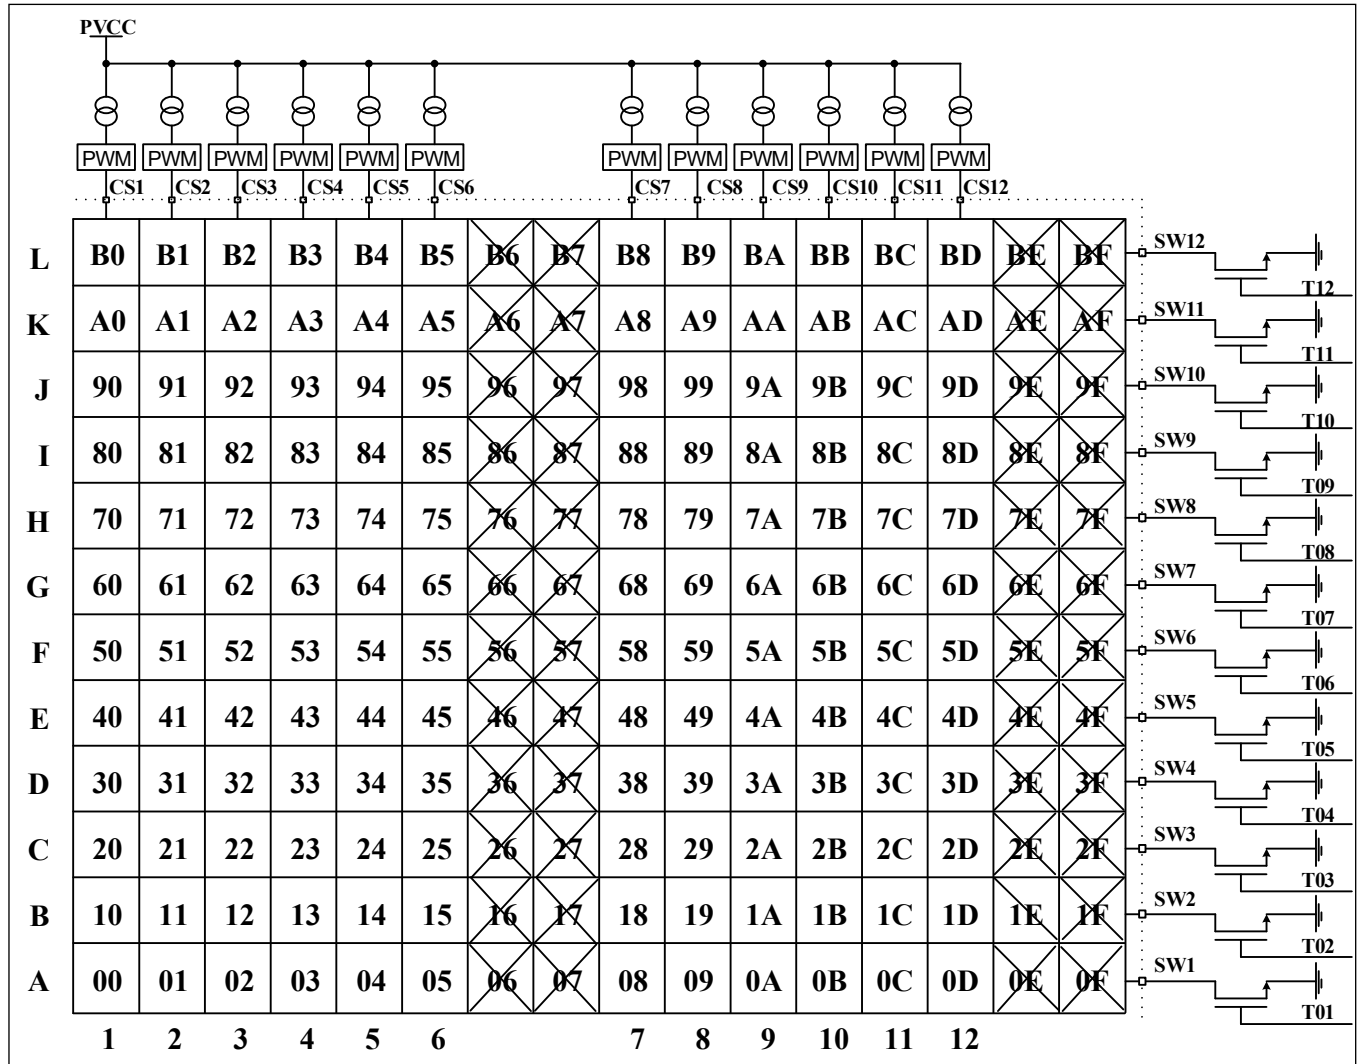 PVCC
PWM PWM PWM PWM PWM PWM PWM PWM PWM PWM PWM PWM
CS1 CS2 CS3 CS4 CS5 CS6 CS7 CS8 CS9 CS10 CS11 CS12
L B0 B1 B2 B3 B4 B5 B6 B7 B8 B9 BA BB BC BD BE BF SW12
T12
K A0 A1 A2 A3 A4 A5 A6 A7 A8 A9 AA AB AC AD AE AF SW11
T11
J 90 91 92 93 94 95 96 97 98 99 9A 9B 9C 9D 9E 9F SW10
T10
I 80 81 82 83 84 85 86 87 88 89 8A 8B 8C 8D 8E 8F SW9
T09
H 70 71 72 73 74 75 76 77 78 79 7A 7B 7C 7D 7E 7F SW8
T08
G 60 61 62 63 64 65 66 67 68 69 6A 6B 6C 6D 6E 6F SW7
T07
F 50 51 52 53 54 55 56 57 58 59 5A 5B 5C 5D 5E 5F SW6
T06
E 40 41 42 43 44 45 46 47 48 49 4A 4B 4C 4D 4E 4F SW5
T05
D 30 31 32 33 34 35 36 37 38 39 3A 3B 3C 3D 3E 3F SW4
T04
C 20 21 22 23 24 25 26 27 28 29 2A 2B 2C 2D 2E 2F SW3
T03
B 10 11 12 13 14 15 16 17 18 19 1A 1B 1C 1D 1E 1F SW2
T02
A 00 01 02 03 04 05 06 07 08 09 0A 0B 0C 0D 0E 0F SW1
T01
1 2 3 4 5 6 7 8 9 10 11 12